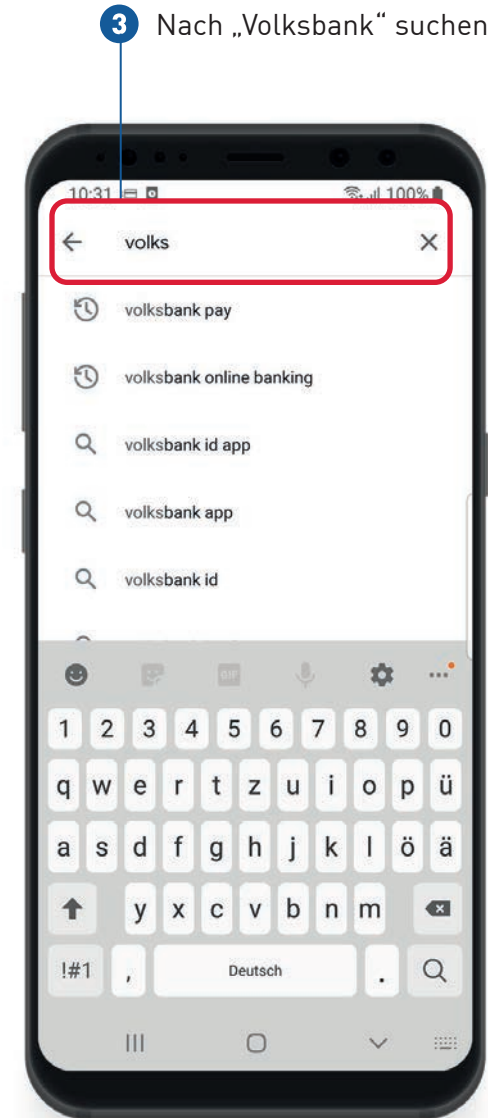 3 Nach „Volksbank“ suchen
10:31 100%
volks
volksbank pay
volksbank online banking
volksbank id app
volksbank app
volksbank id
GIF
1 2 3 4 5 6 7 8 9 0
q w e r t z u i o p ü
a s d f g h j k l ö ä
y x c v b n m
!#1 , Deutsch .